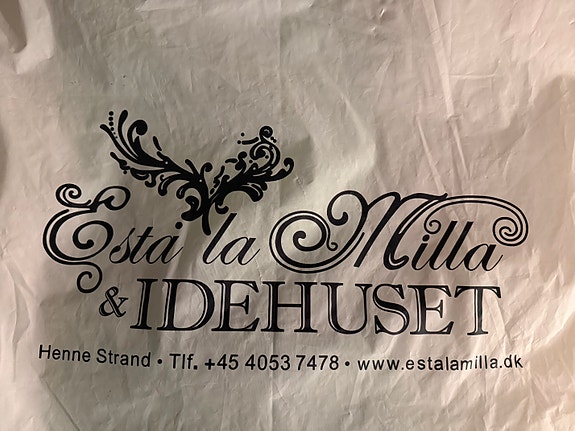 Esta la Milla
& IDEHUSET
Henne Strand • Tlf. +45 4053 7478 • www.estalamilla.dk